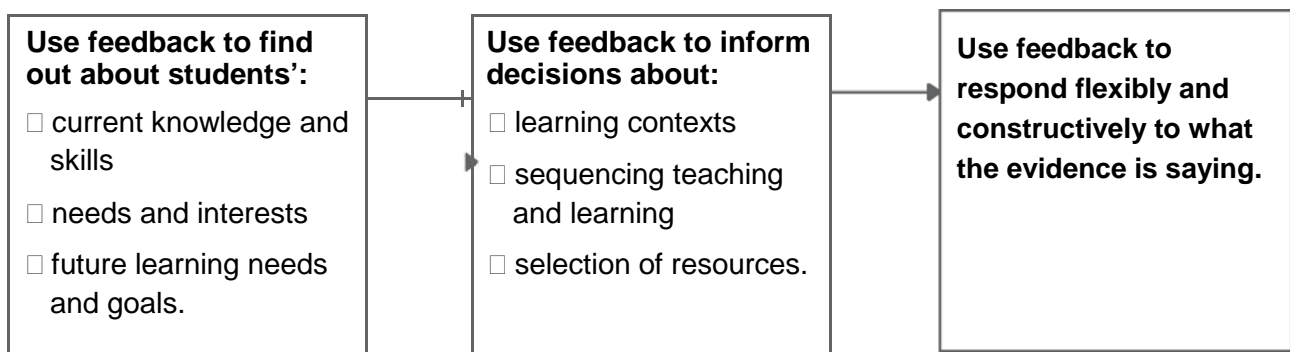 Use feedback to find
out about students’:
□ current knowledge and
skills
□ needs and interests
□ future learning needs
and goals.
Use feedback to inform
decisions about:
□ learning contexts
□ sequencing teaching
and learning
□ selection of resources.
Use feedback to
respond flexibly and
constructively to what
the evidence is saying.